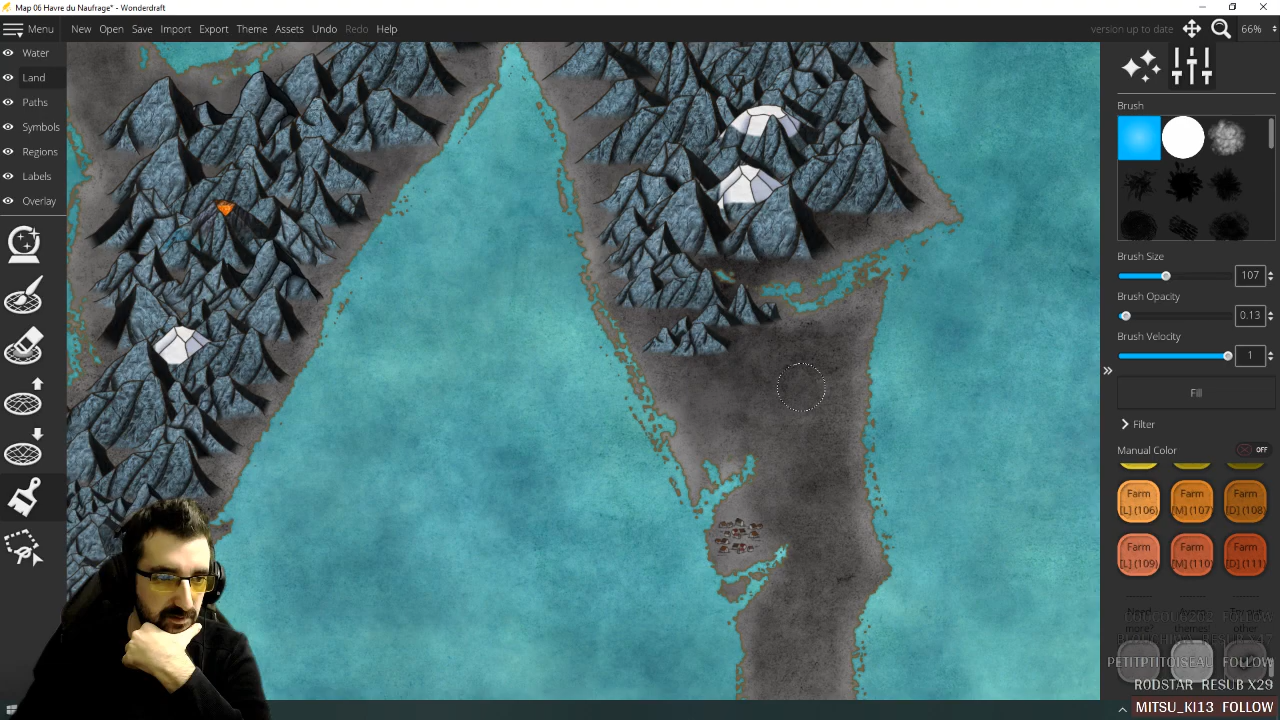 Map 06 Havre du Naufrage* - Wonderdraft
Menu New Open Save Import Export Theme Assets Undo Redo Help version up to date 66%
Water
Land
Paths
Symbols
Regions
Labels
Overlay
Brush
Brush Size
107
Brush Opacity
0.13
Brush Velocity
1
Fill
Filter
Manual Color OFF
Farm [L] (106)
Farm [M] (107)
Farm [D] (108)
Farm [L] (109)
Farm [M] (110)
Farm [D] (111)
PETITPTITOISEAU FOLLOW
RODSTAR RESUB X29
MITSU_KI13 FOLLOW